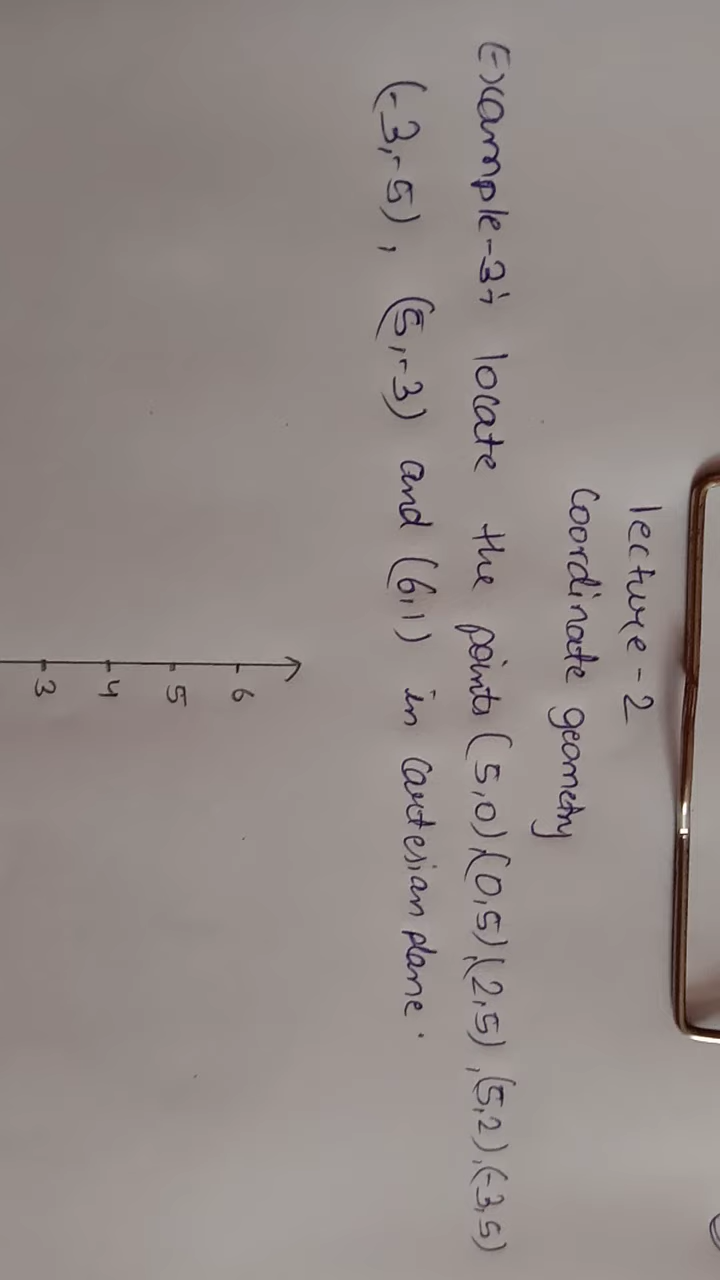 lecture-2
Coordinate geometry
Example-3:, locate the points (5,0),(0,5),(2,5),(5,2),(-3,5)
(-3,-5), (5,-3) and (6,1) in Cartesian plane.
6
5
4
3